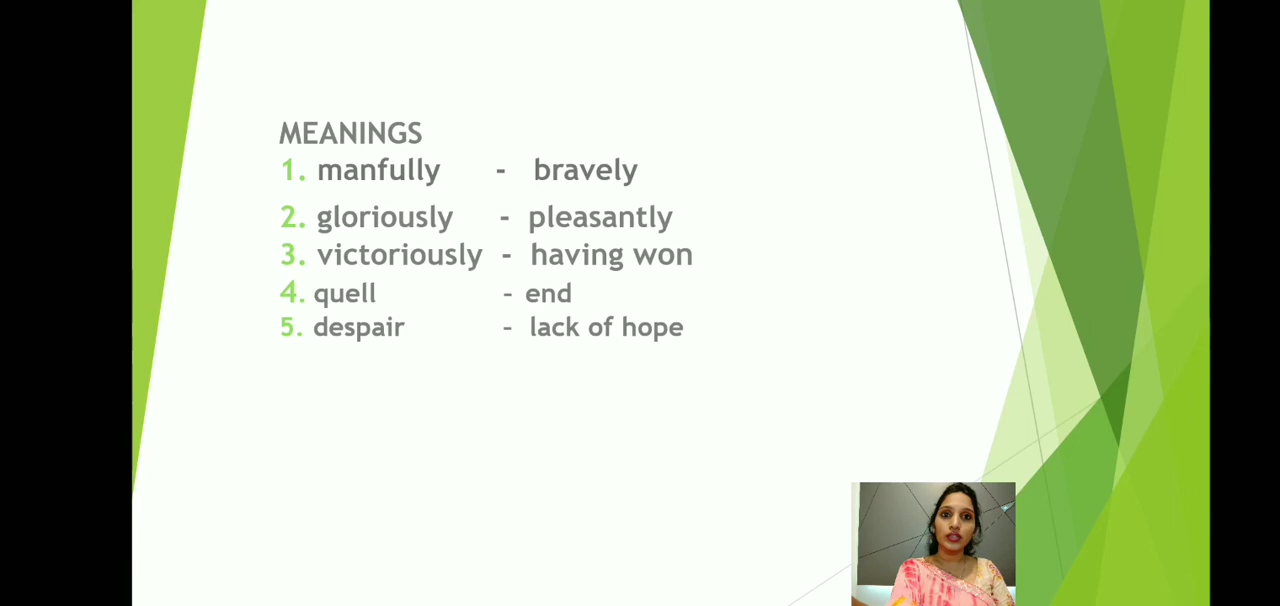 MEANINGS
1. manfully - bravely
2. gloriously - pleasantly
3. victoriously - having won
4. quell - end
5. despair - lack of hope